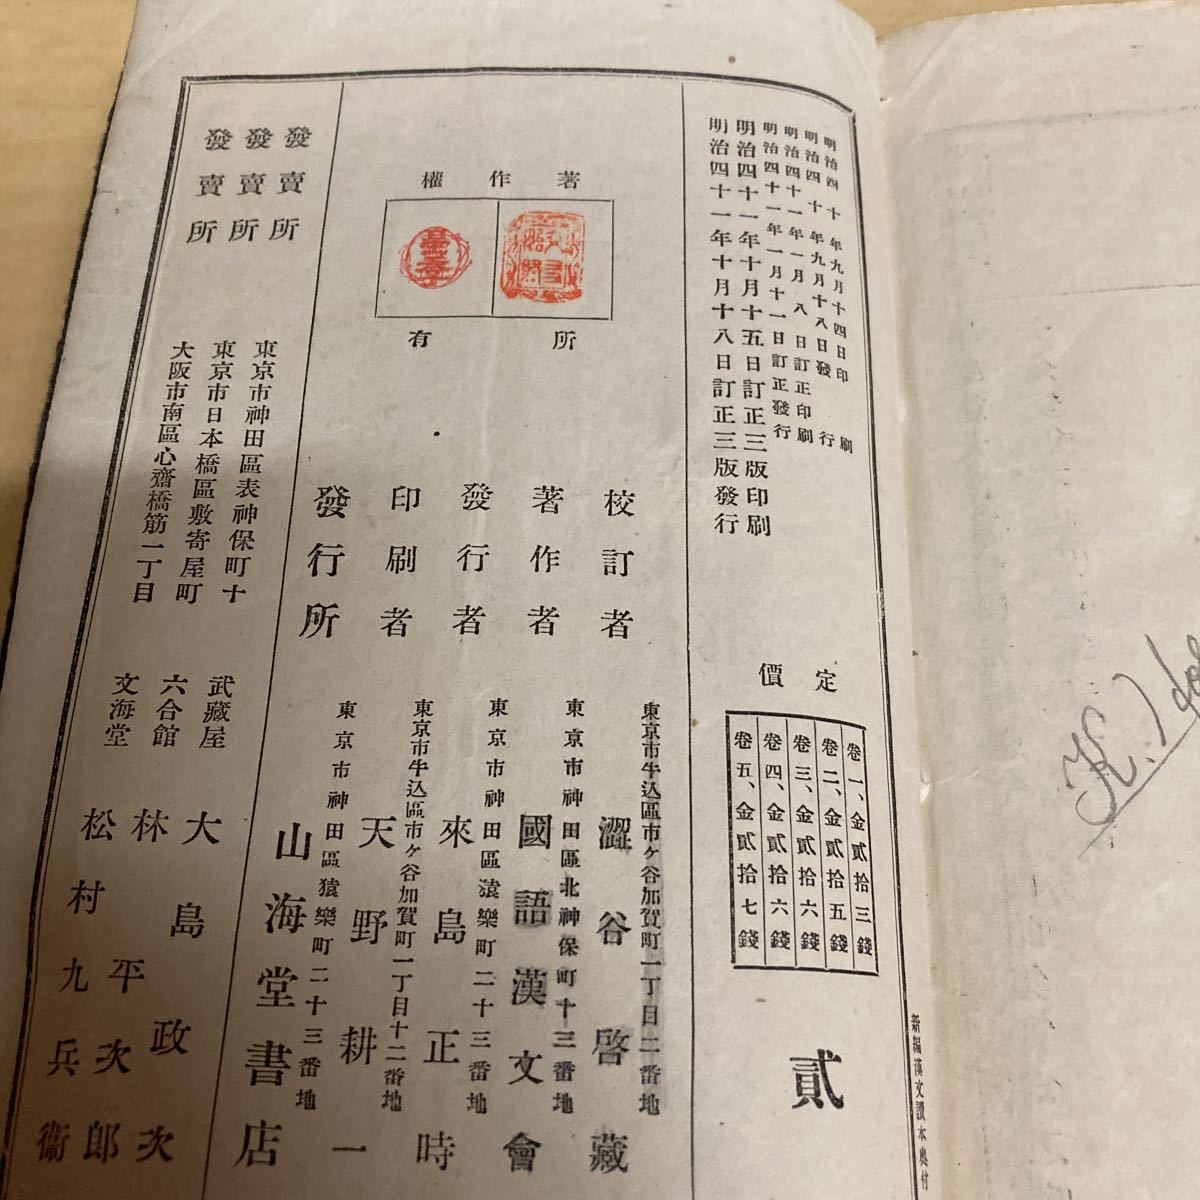 明治四十年九月十四日印刷
明治四十年九月十八日發行
明治四十一年一月八日訂正印刷
明治四十一年一月十一日訂正發行
明治四十一年十月十五日訂正三版印刷
明治四十一年十月十八日訂正三版發行
定價
卷一、金貳拾三錢
卷二、金貳拾五錢
卷三、金貳拾六錢
卷四、金貳拾六錢
卷五、金貳拾七錢
貳
著作權
所有
校訂者
東京市牛込區市ヶ谷加賀町一丁目二番地
澀谷啓藏
著作者
東京市神田區北神保町十三番地
國語漢文會
發行者
東京市神田區猿樂町二十三番地
來島正時
印刷者
東京市牛込區市ヶ谷加賀町一丁目十二番地
天野耕一
發行所
東京市神田區猿樂町二十三番地
山海堂書店
發賣所
東京市神田區表神保町十
武藏屋
大島政次
發賣所
東京市日本橋區數寄屋町
六合館
林平次郎
發賣所
大阪市南區心齋橋筋一丁目
文海堂
松村九兵衞
新編漢文讀本奧付